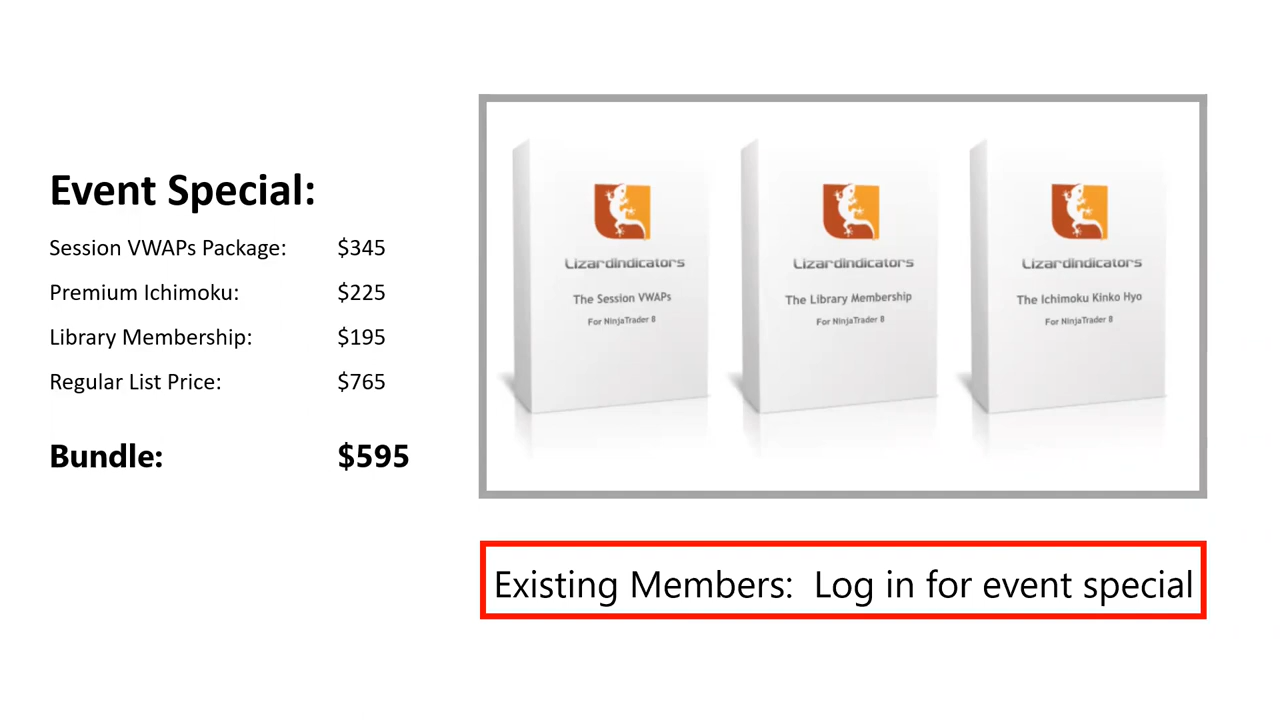 Event Special:
Session VWAPs Package: $345
Premium Ichimoku: $225
Library Membership: $195
Regular List Price: $765
Bundle: $595
LizardIndicators
The Session VWAPs
For NinjaTrader 8
LizardIndicators
The Library Membership
For NinjaTrader 8
LizardIndicators
The Ichimoku Kinko Hyo
For NinjaTrader 8
Existing Members: Log in for event special